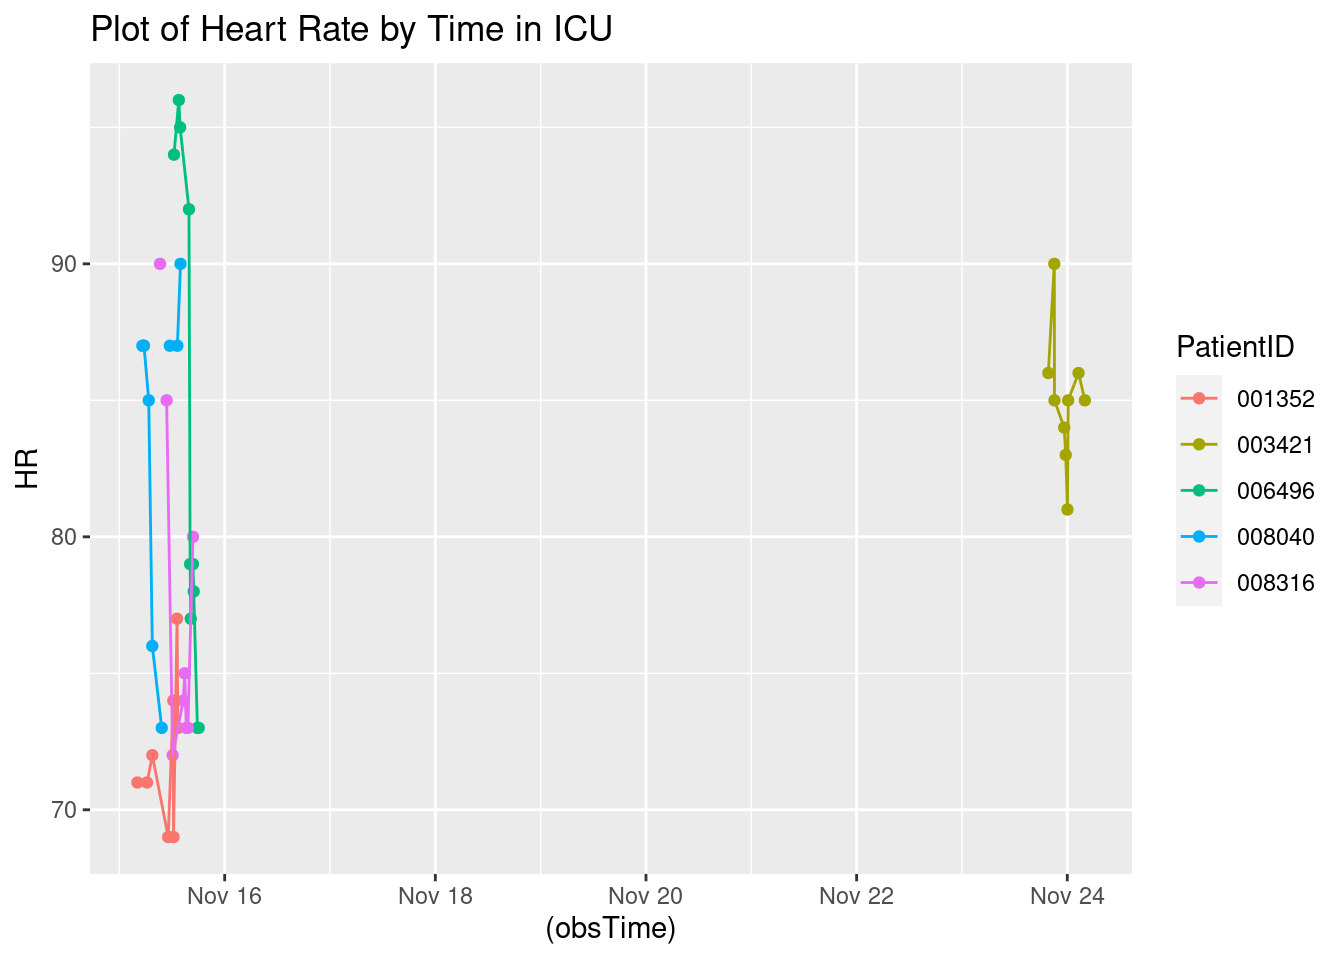 Plot of Heart Rate by Time in ICU
HR
90
80
70
Nov 16
Nov 18
Nov 20
Nov 22
Nov 24
(obsTime)
PatientID
001352
003421
006496
008040
008316